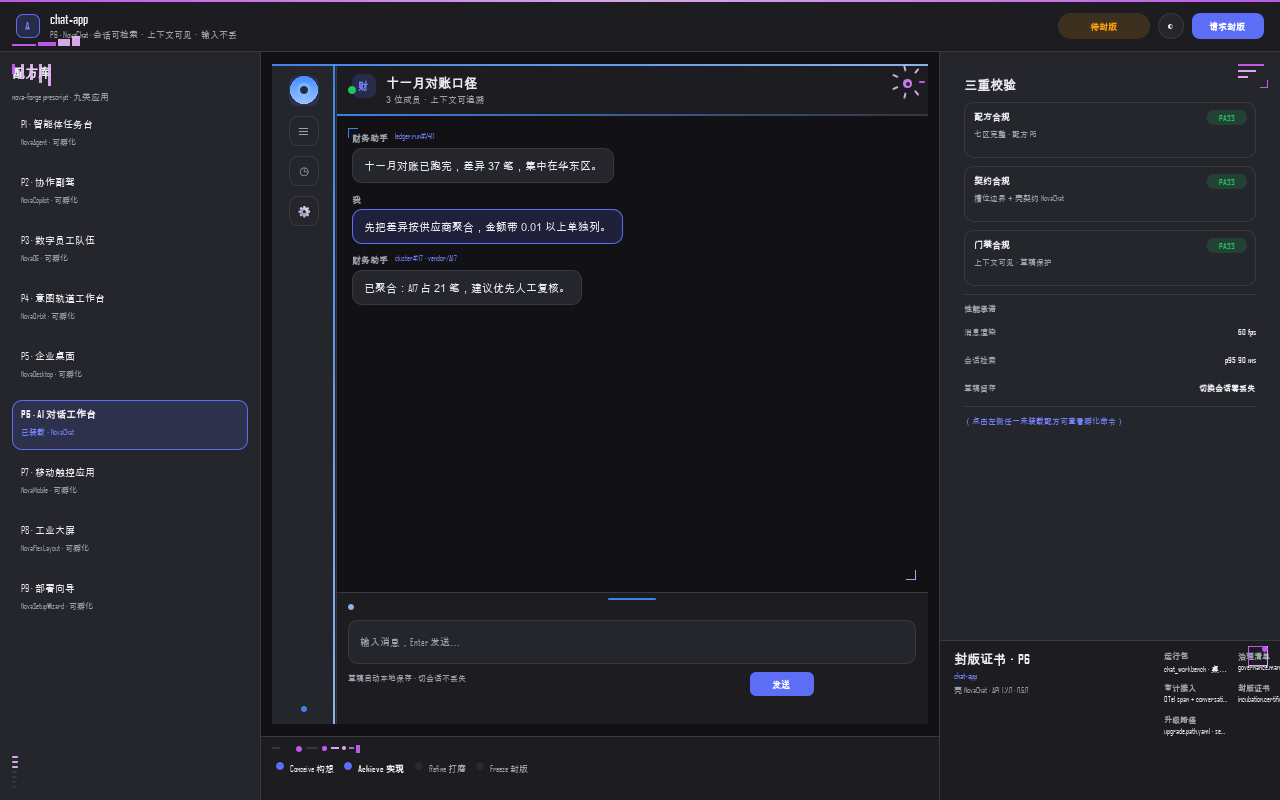 A
chat-app
P6 · NovaChat · 会话可检索 · 上下文可见 · 输入不丢
待封版
请求封版
配方库
nova-forge prescript · 九类应用
P1 · 智能体任务台
NovaAgent · 可孵化
P2 · 协作副驾
NovaCopilot · 可孵化
P3 · 数字员工队伍
NovaDE · 可孵化
P4 · 意图轨道工作台
NovaOrbit · 可孵化
P5 · 企业桌面
NovaDesktop · 可孵化
P6 · AI 对话工作台
已装载 · NovaChat
P7 · 移动触控应用
NovaMobile · 可孵化
P8 · 工业大屏
NovaFlexLayout · 可孵化
P9 · 部署向导
NovaSetupWizard · 可孵化
财
十一月对账口径
3 位成员 · 上下文可追溯
财务助手 ledger.run#/411
十一月对账已跑完，差异 37 笔，集中在华东区。
我
先把差异按供应商聚合，金额带 0.01 以上单独列。
财务助手 cluster#17 · vendor/A17
已聚合：A17 占 21 笔，建议优先人工复核。
输入消息，Enter 发送…
草稿自动本地保存 · 切会话不丢失
发送
Conceive 构想
Achieve 实现
Refine 打磨
Freeze 封版
三重校验
配方合规
PASS
七区完整 · 配方 P6
契约合规
PASS
槽位边界 + 壳契约 NovaChat
门禁合规
PASS
上下文可见 · 草稿保护
性能承诺
消息渲染
60 fps
会话检索
p95 90 ms
草稿留存
切换会话零丢失
（点击左侧任一未装载配方可查看孵化命令）
封版证书 · P6
chat-app
壳 NovaChat · API 1.2.0 · 0.5.0
运行包
chat_workbench · 桌…
治理清单
governance.man
审计接入
OTel span + conversati…
封版证书
incubation.certifi
升级路径
upgrade.path.yaml · se…